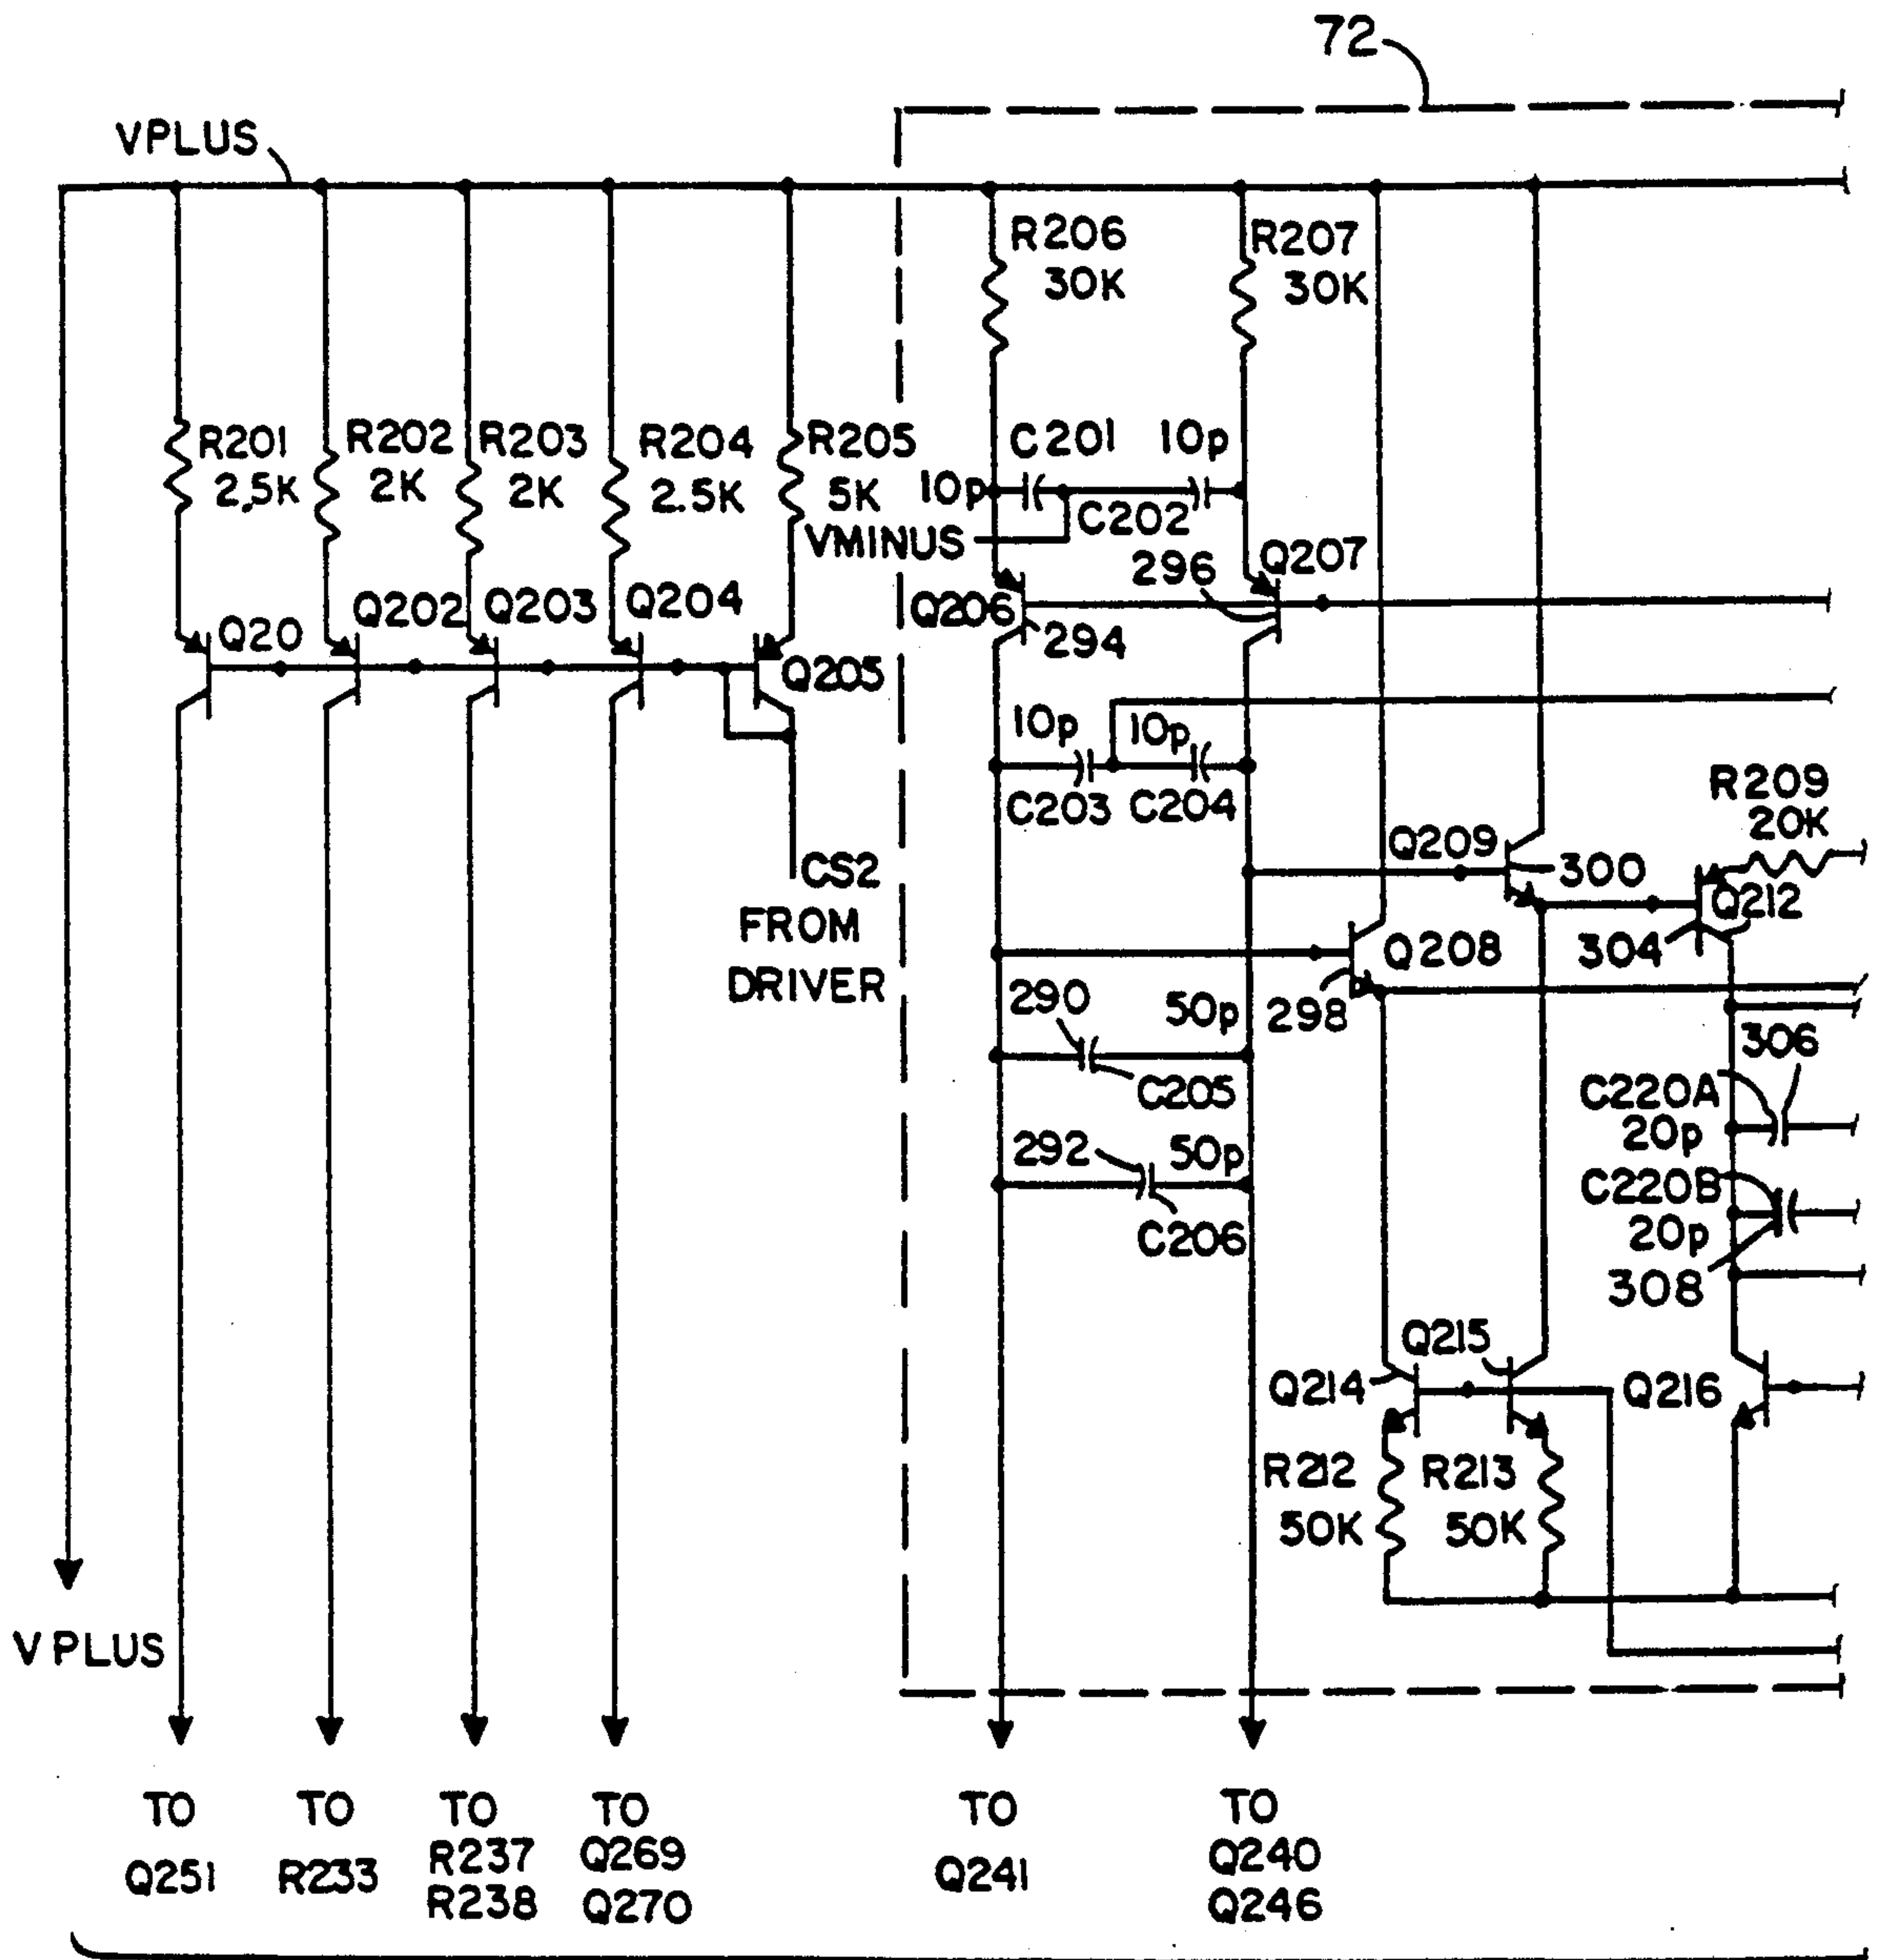 72
VPLUS
R206
30K
R207
30K
R201
2.5K
R202
2K
R203
2K
R204
2.5K
R205
5K
10p
C201
10p
C202
VMINUS
296
Q207
Q206
294
Q20
Q202
Q203
Q204
Q205
10p
10p
C203
C204
R209
20K
Q209
300
Q212
304
CS2
FROM
DRIVER
Q208
298
290
50p
C205
306
C220A
20p
292
50p
C206
C220B
20p
308
Q215
Q214
Q216
R212
50K
R213
50K
V PLUS
TO
Q251
TO
R233
TO
R237
R238
TO
Q269
Q270
TO
Q241
TO
Q240
Q246